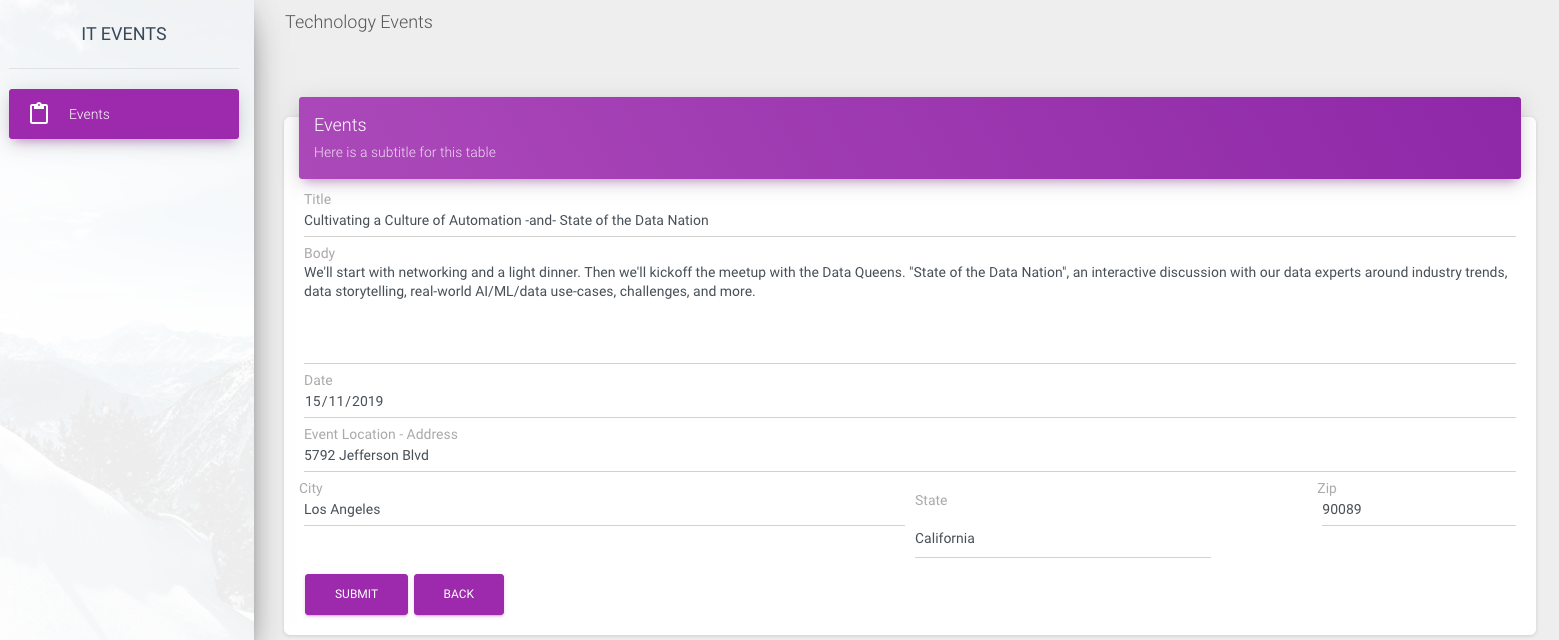 IT EVENTS
Events
Technology Events
Events
Here is a subtitle for this table
Title
Cultivating a Culture of Automation -and- State of the Data Nation
Body
We'll start with networking and a light dinner. Then we'll kickoff the meetup with the Data Queens. "State of the Data Nation", an interactive discussion with our data experts around industry trends,
data storytelling, real-world AI/ML/data use-cases, challenges, and more.
Date
15/11/2019
Event Location - Address
5792 Jefferson Blvd
City
Los Angeles
State
California
Zip
90089
SUBMIT
BACK